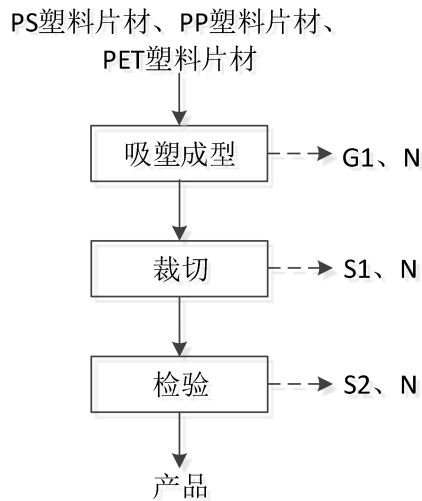 PS塑料片材、PP塑料片材、
PET塑料片材
吸塑成型
G1、N
裁切
S1、N
检验
S2、N
产品